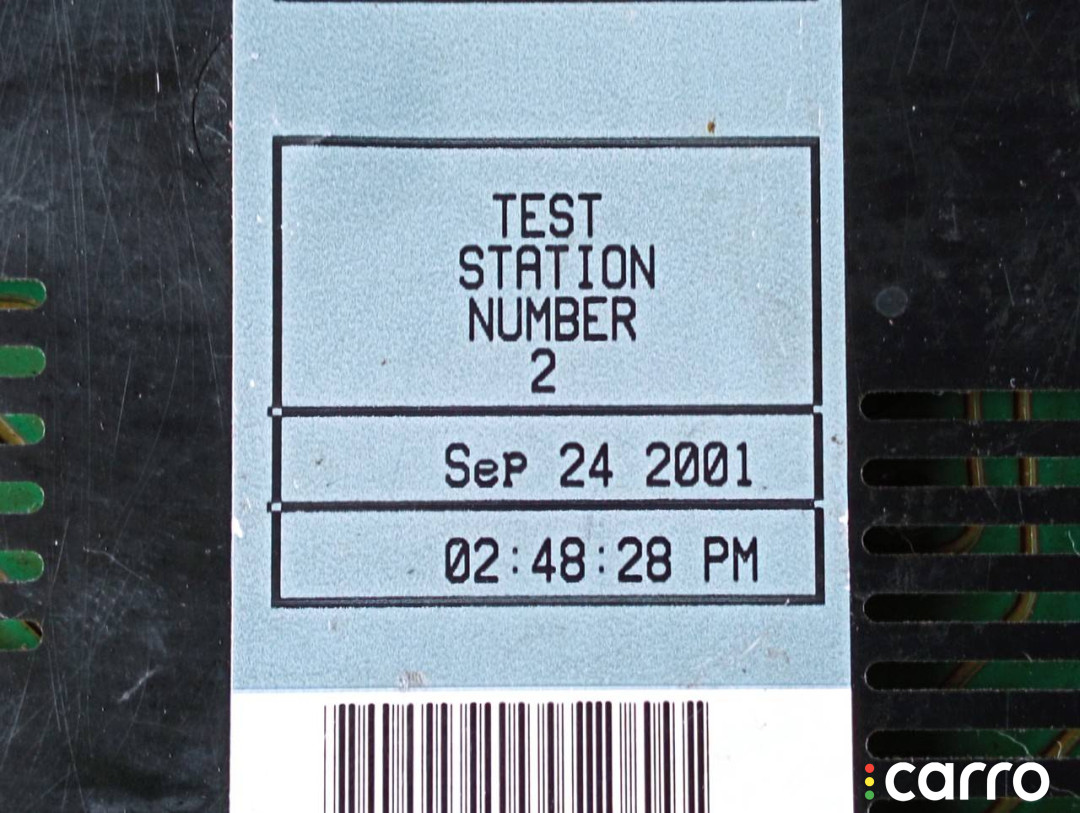 TEST
STATION
NUMBER
2
Sep 24 2001
02:48:28 PM
carro